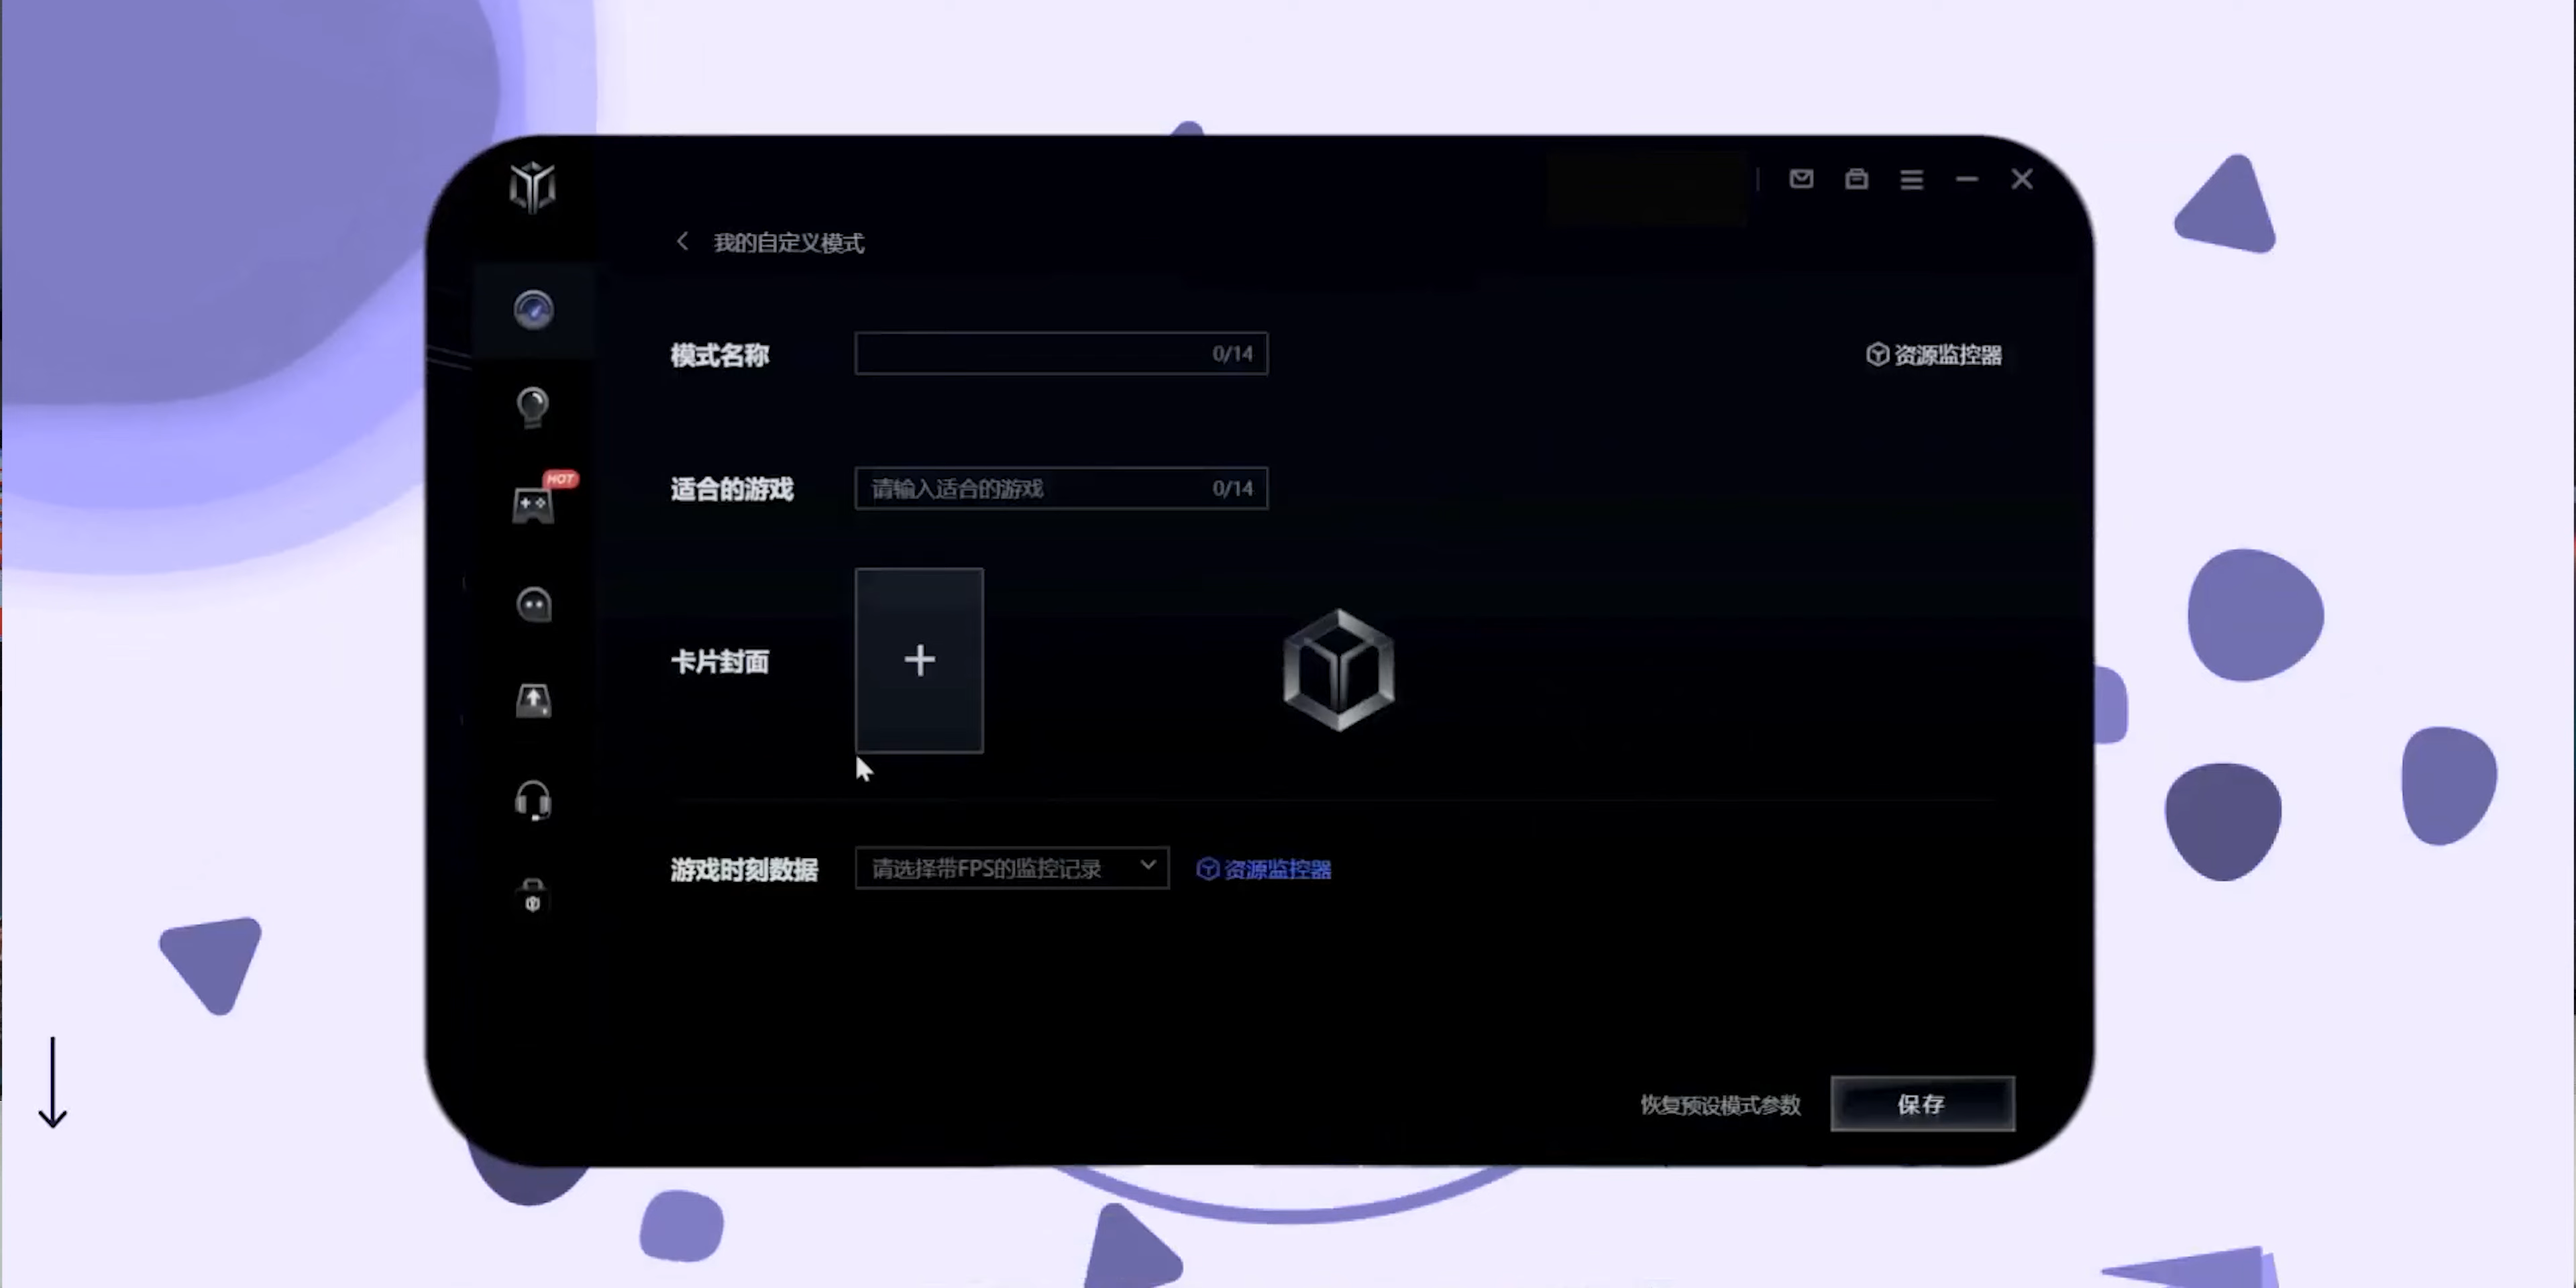 我的自定义模式
模式名称
0/14
资源监控器
适合的游戏
请输入适合的游戏
0/14
HOT
卡片封面
游戏时刻数据
请选择带FPS的监控记录
资源监控器
恢复预设模式参数
保存